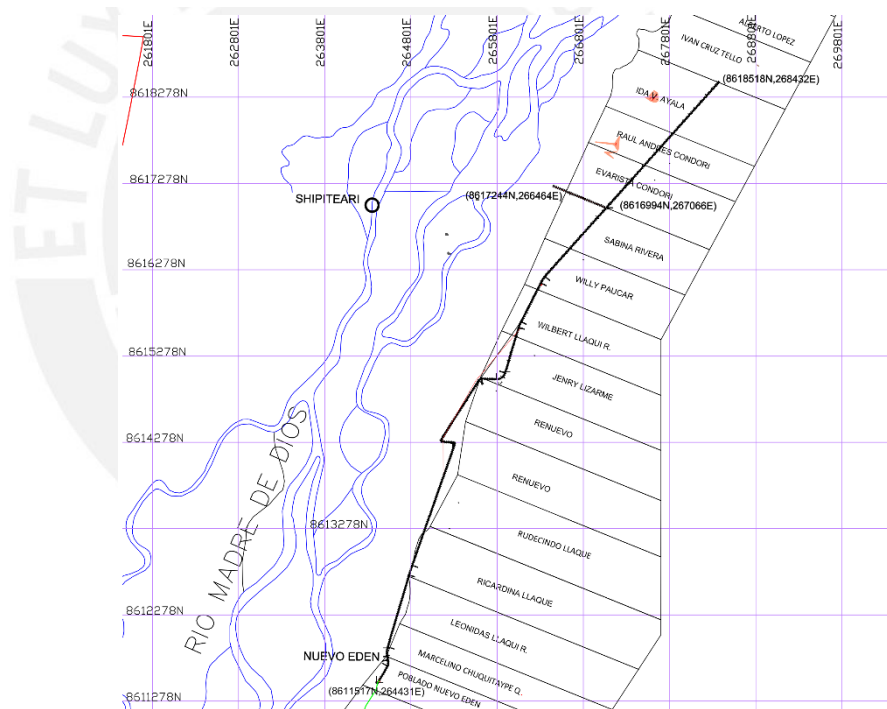 ET LU
261801E
262801E
263801E
264801E
265801E
266801E
267801E
268801E
269801E
ALBERTO LOPEZ
IVAN CRUZ TELLO
(8618518N,268432E)
8618278N
IDA V. AYALA
RAUL ANDRES CONDORI
8617278N
EVARISTA CONDORI
SHIPITEARI
(8617244N,266464E)
(8616994N,267066E)
SABINA RIVERA
8616278N
WILLY PAUCAR
WILBERT LLAQUI R.
8615278N
JENRY LIZARME
RENUEVO
8614278N
RIO MADRE DE DIOS
RENUEVO
8613278N
RUDECINDO LLAQUE
RICARDINA LLAQUE
8612278N
LEONIDAS LLAQUI R.
NUEVO EDEN
MARCELINO CHUQUITAYPE Q.
POBLADO NUEVO EDEN
(8611517N,264431E)
8611278N